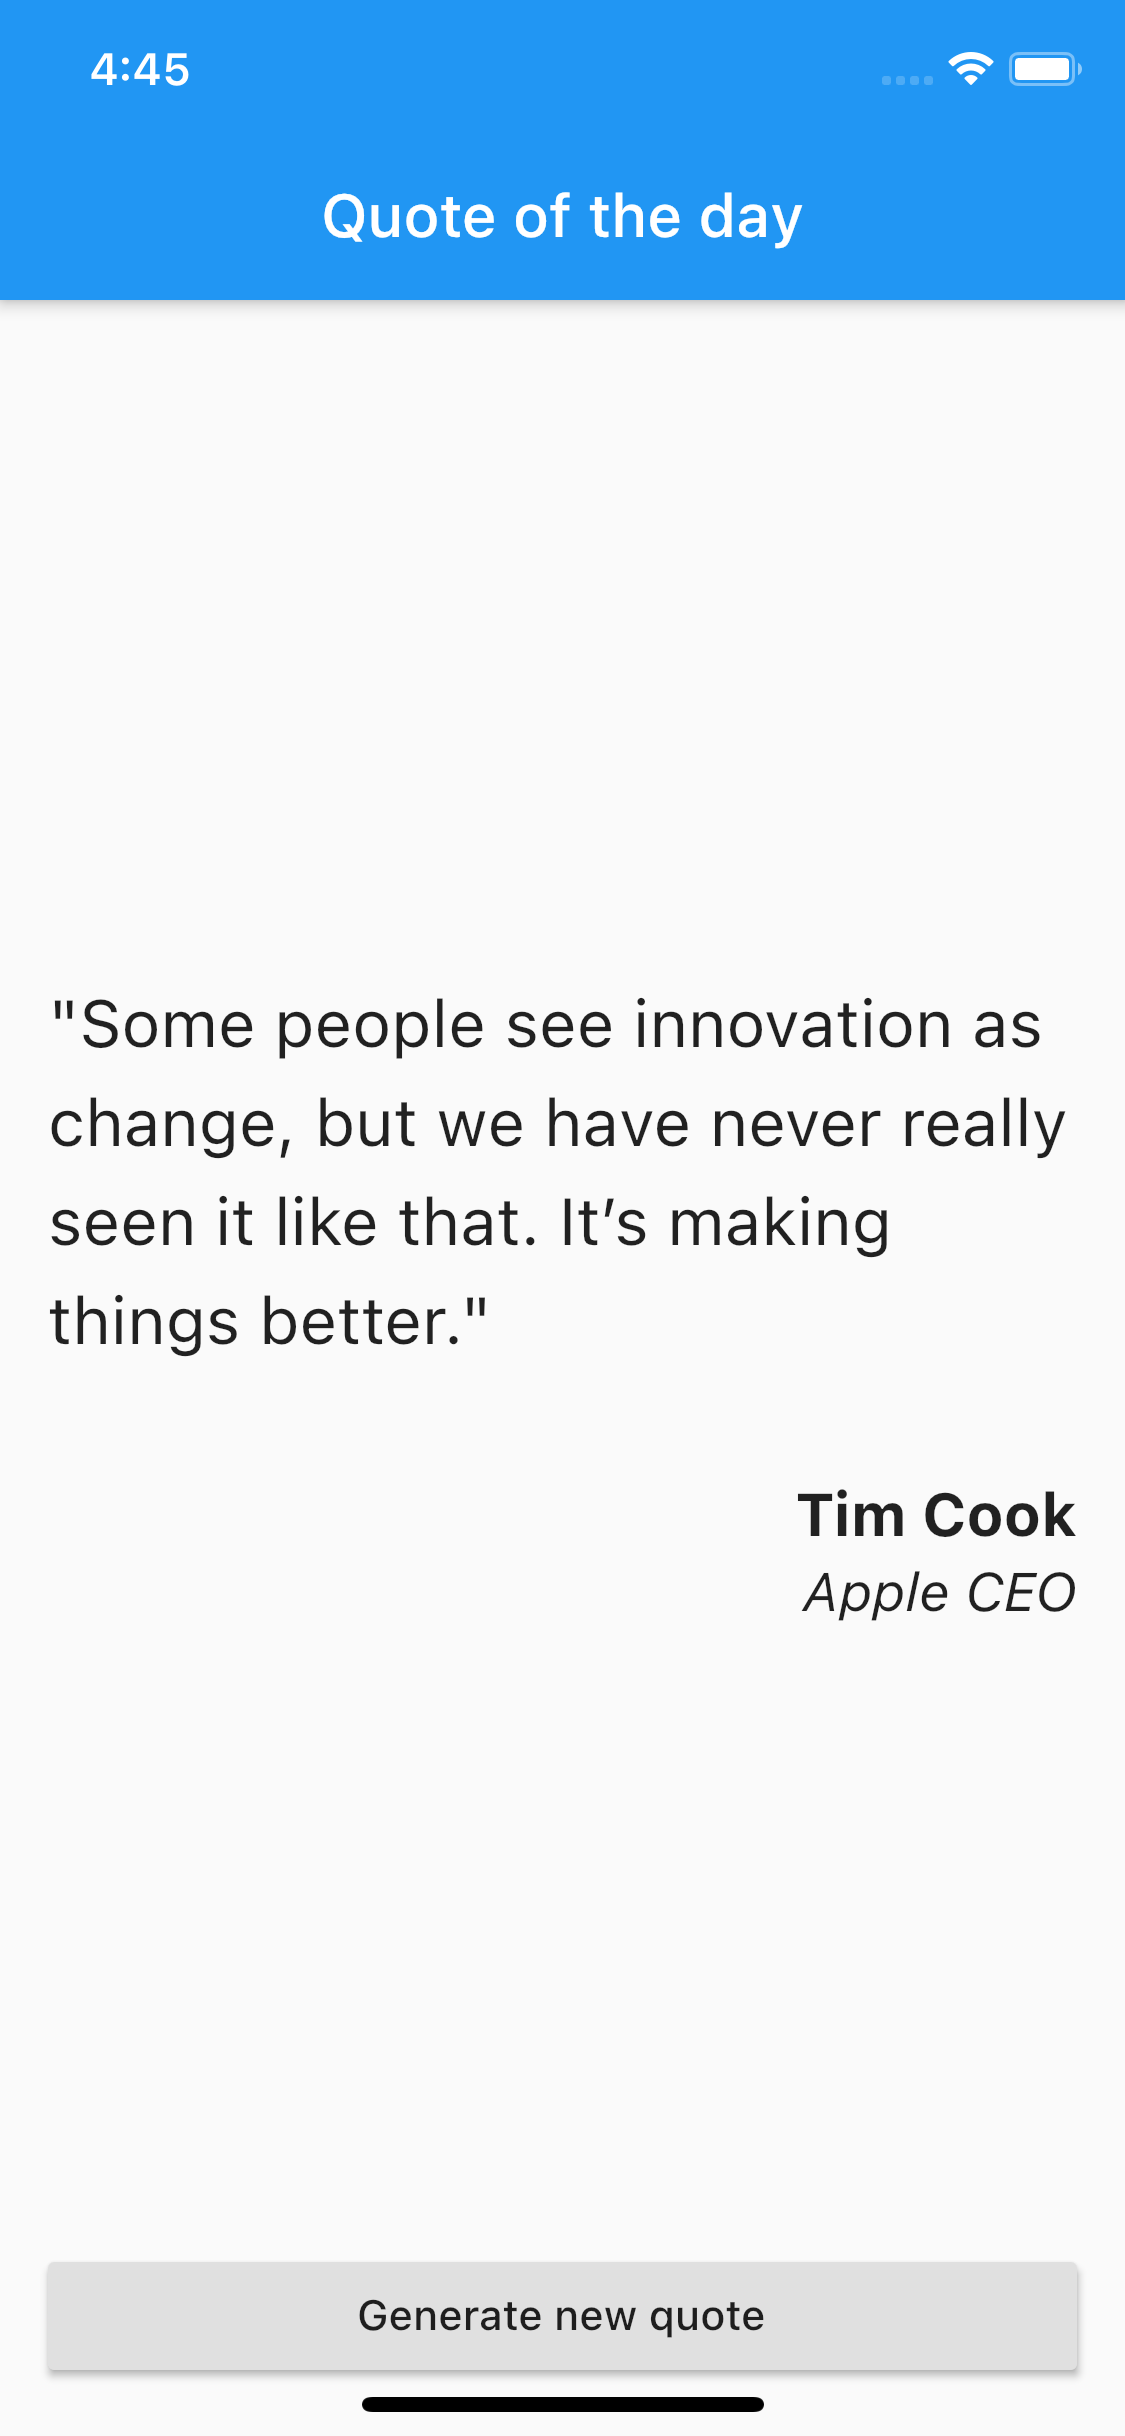 4:45
Quote of the day
"Some people see innovation as
change, but we have never really
seen it like that. It’s making
things better."
Tim Cook
Apple CEO
Generate new quote